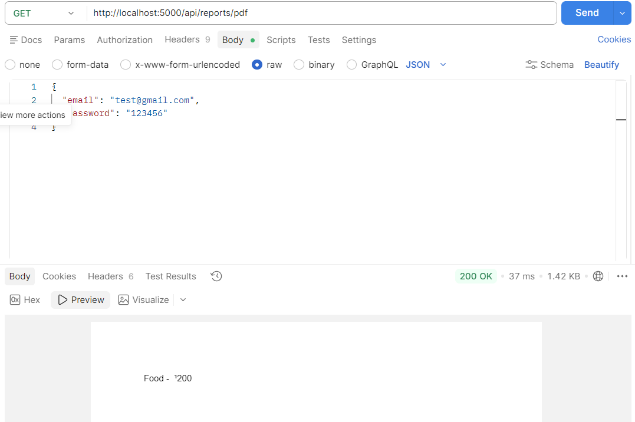 GET http://localhost:5000/api/reports/pdf Send
Docs Params Authorization Headers 9 Body Scripts Tests Settings Cookies
none form-data x-www-form-urlencoded raw binary GraphQL JSON Schema Beautify
1 {
2 "email": "test@gmail.com",
iew more actions assword": "123456"
4 }
Body Cookies Headers 6 Test Results 200 OK • 37 ms • 1.42 KB
0x Hex Preview Visualize
Food - ¹200